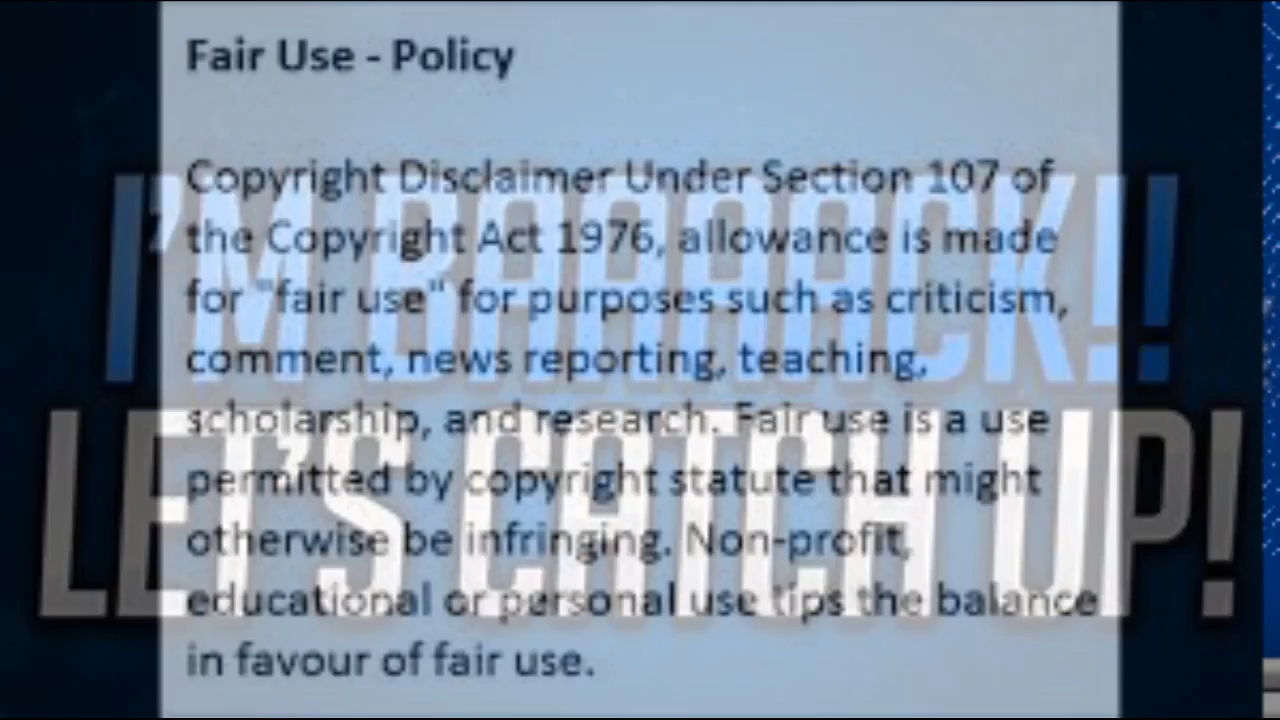 Fair Use - Policy
Copyright Disclaimer Under Section 107 of
the Copyright Act 1976, allowance is made
for "fair use" for purposes such as criticism,
comment, news reporting, teaching,
scholarship, and research. Fair use is a use
permitted by copyright statute that might
otherwise be infringing. Non-profit,
educational or personal use tips the balance
in favour of fair use.
I'M BAAAACK!!
LET'S CATCH UP!